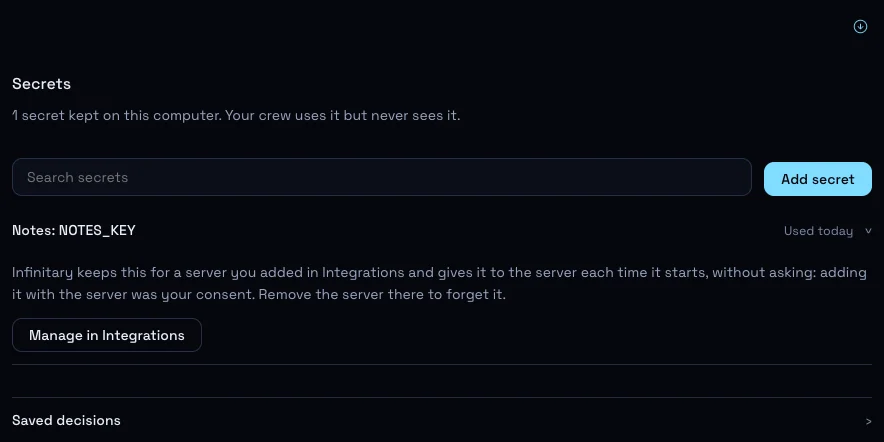 Secrets
1 secret kept on this computer. Your crew uses it but never sees it.
Search secrets
Add secret
Notes: NOTES_KEY
Used today
Infinitary keeps this for a server you added in Integrations and gives it to the server each time it starts, without asking: adding
it with the server was your consent. Remove the server there to forget it.
Manage in Integrations
Saved decisions